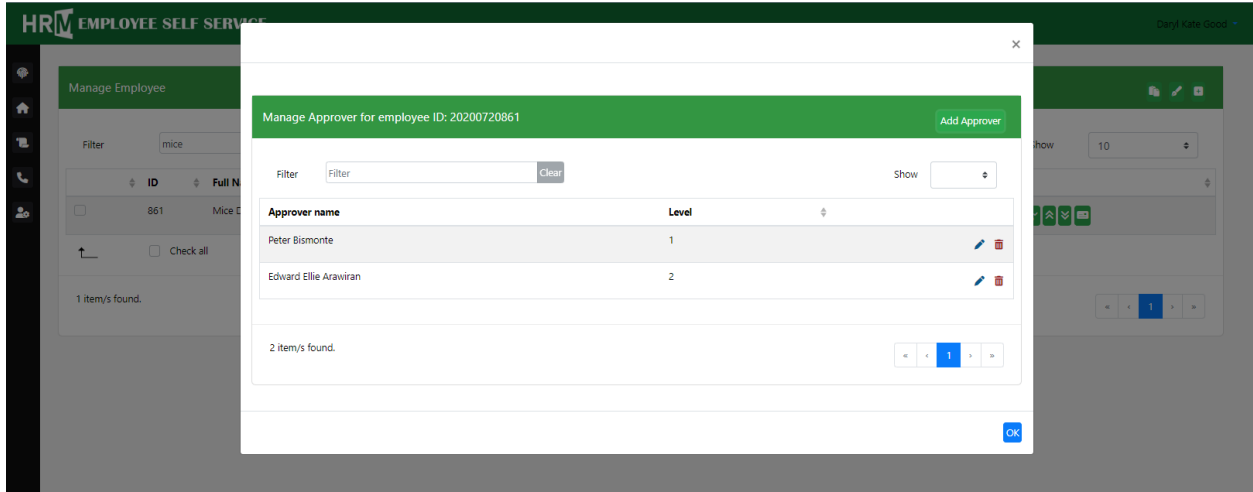 HRM EMPLOYEE SELF SERVICE
Daryl Kate Good
×
Manage Employee
Manage Approver for employee ID: 20200720861
Add Approver
Filter
mice
Show
10
Filter
Filter
Clear
Show
ID
Full N
Approver name
Level
861
Mice D
Peter Bismonte
1
Edward Ellie Arawiran
2
Check all
1 item/s found.
« ‹ 1 › »
2 item/s found.
« ‹ 1 › »
OK